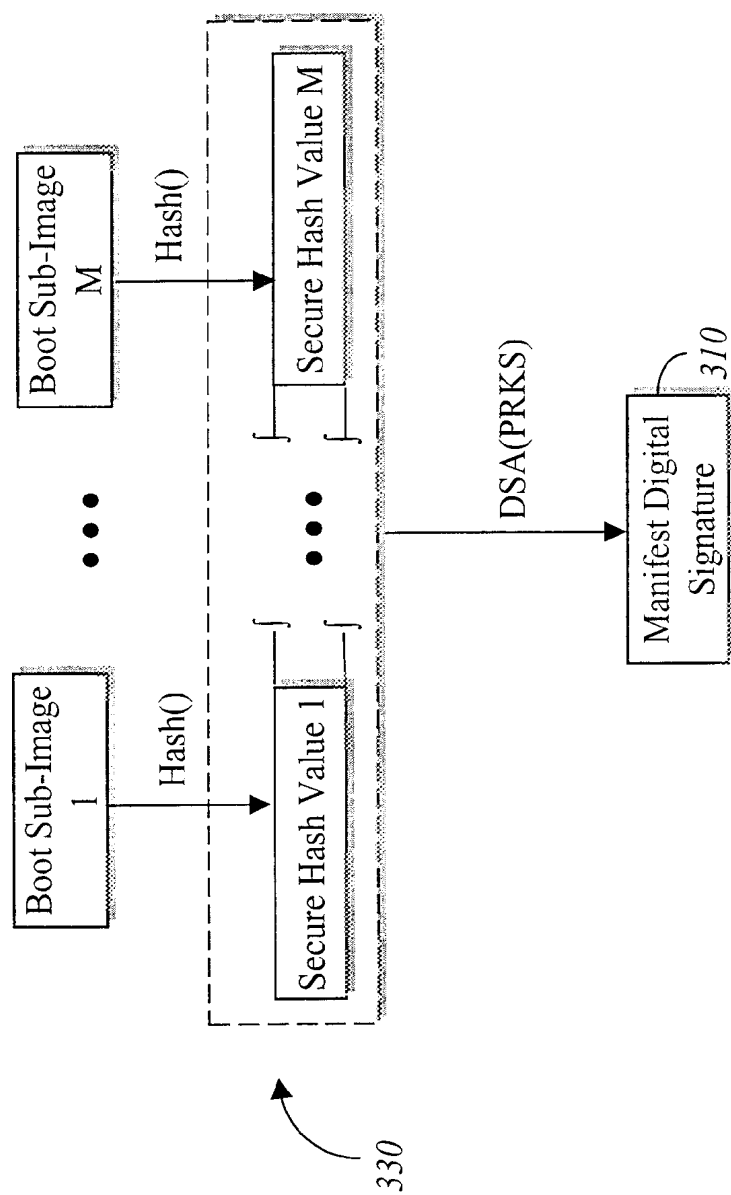 Boot Sub-Image
1
Boot Sub-Image
M
Hash()
Hash()
Secure Hash Value 1
Secure Hash Value M
330
DSA(PRKS)
Manifest Digital
Signature
310